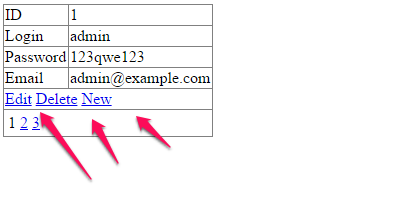 ID 1
Login admin
Password 123qwe123
Email admin@example.com
Edit Delete New
1 2 3